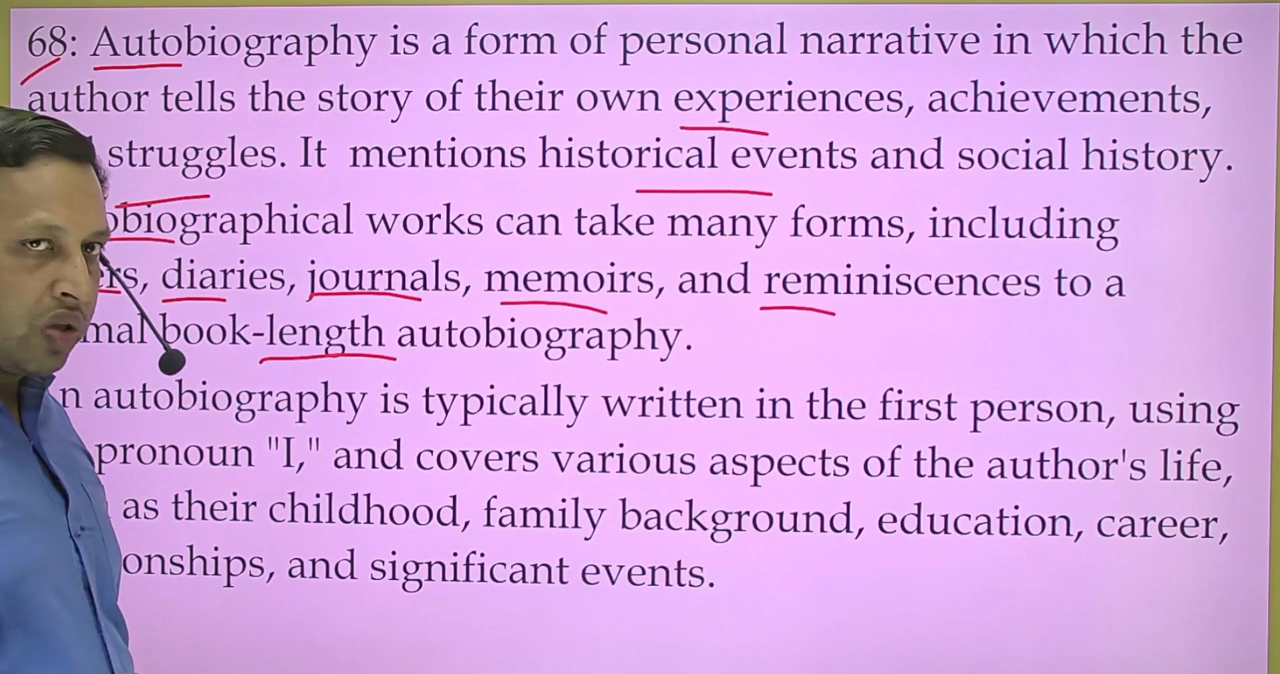 68: Autobiography is a form of personal narrative in which the
author tells the story of their own experiences, achievements,
struggles. It mentions historical events and social history.
obiographical works can take many forms, including
ers, diaries, journals, memoirs, and reminiscences to a
mal book-length autobiography.
n autobiography is typically written in the first person, using
pronoun "I," and covers various aspects of the author's life,
as their childhood, family background, education, career,
onships, and significant events.